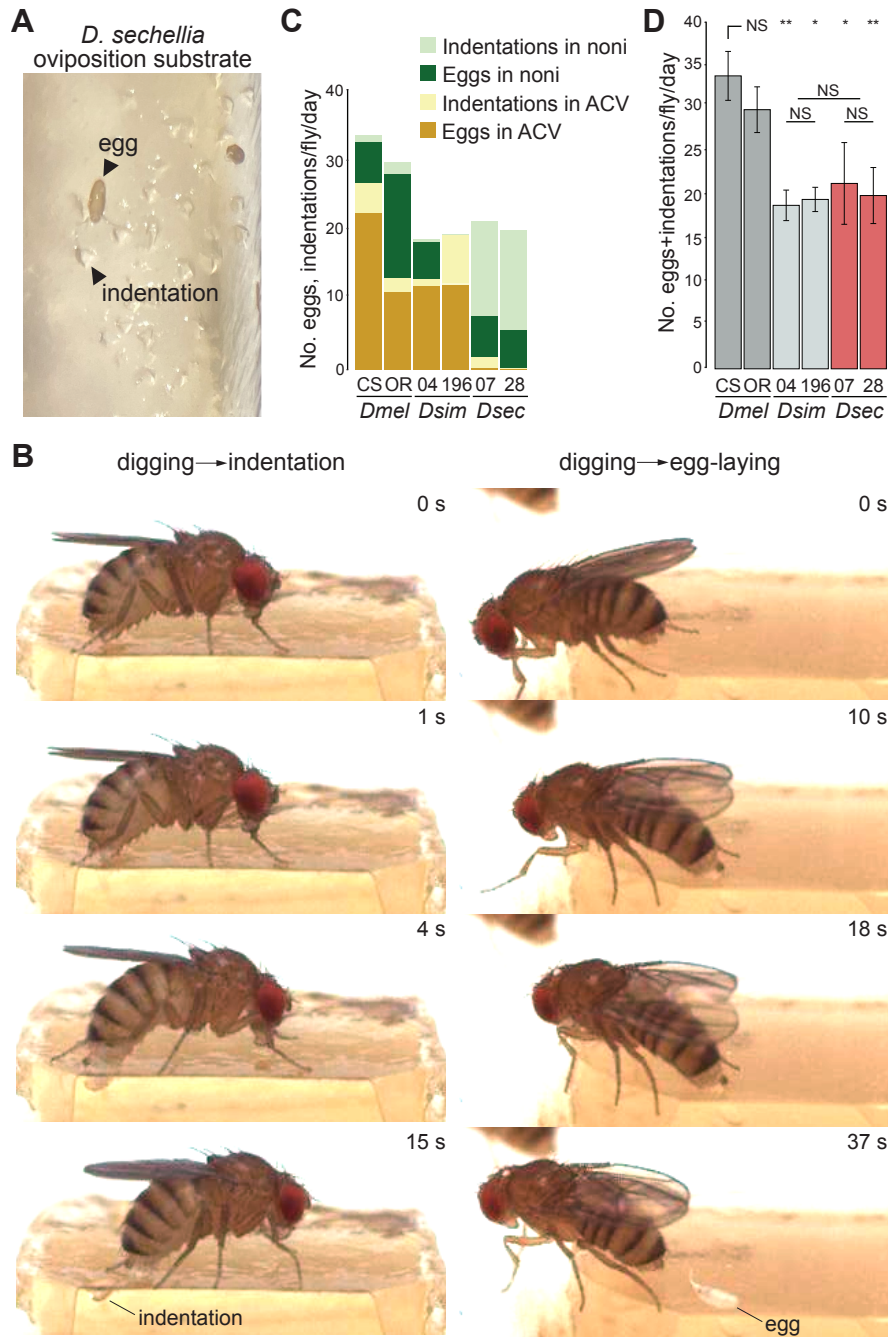 A
D. sechellia
oviposition substrate
egg
indentation
C
No. eggs, indentations/fly/day
40
30
20
10
0
Indentations in noni
Eggs in noni
Indentations in ACV
Eggs in ACV
CS OR 04 196 07 28
Dmel Dsim Dsec
D
No. eggs+indentations/fly/day
40
35
30
25
20
15
10
5
0
NS ** * * **
NS
NS NS
CS OR 04 196 07 28
Dmel Dsim Dsec
B
digging→indentation
0 s
1 s
4 s
15 s
indentation
digging→egg-laying
0 s
10 s
18 s
37 s
egg